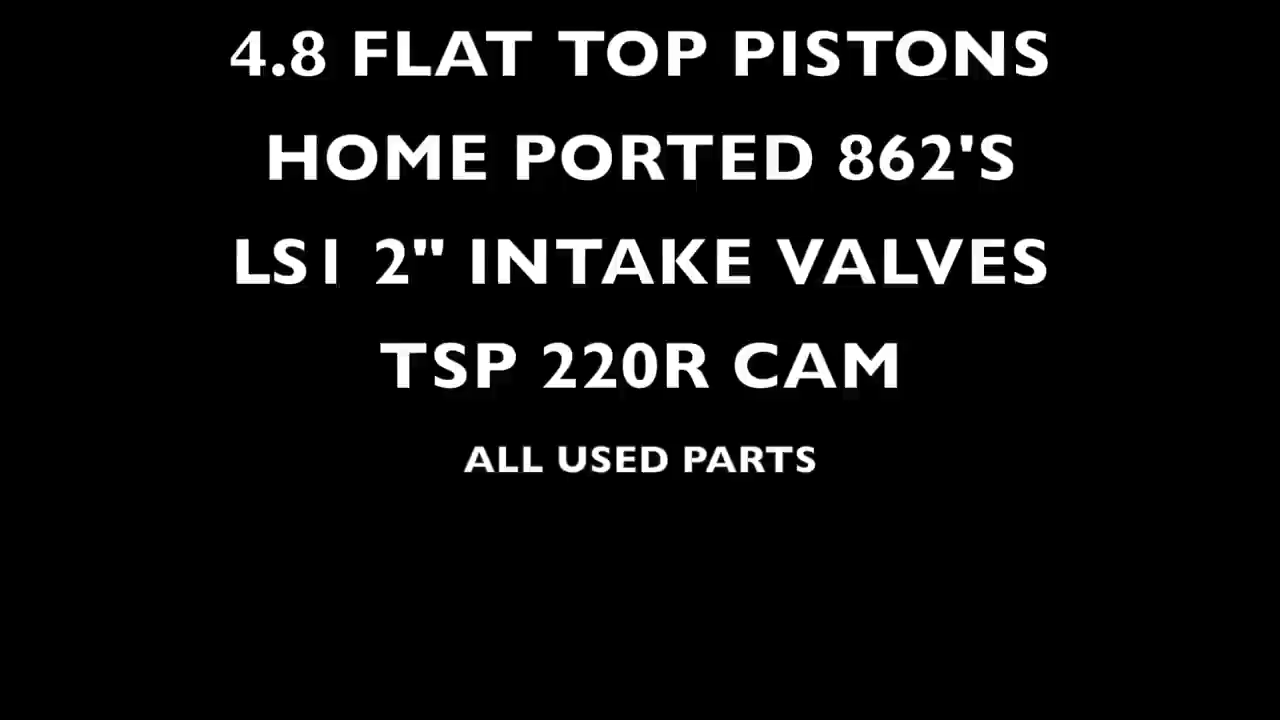 4.8 FLAT TOP PISTONS
HOME PORTED 862'S
LS1 2" INTAKE VALVES
TSP 220R CAM
ALL USED PARTS